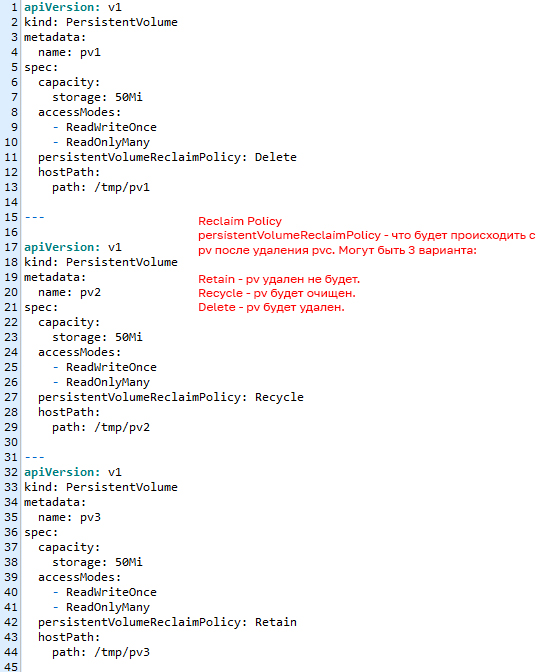 1 apiVersion: v1
2 kind: PersistentVolume
3 metadata:
4   name: pv1
5 spec:
6   capacity:
7     storage: 50Mi
8   accessModes:
9     - ReadWriteOnce
10     - ReadOnlyMany
11   persistentVolumeReclaimPolicy: Delete
12   hostPath:
13     path: /tmp/pv1
14
15 ---
16
17 apiVersion: v1
18 kind: PersistentVolume
19 metadata:
20   name: pv2
21 spec:
22   capacity:
23     storage: 50Mi
24   accessModes:
25     - ReadWriteOnce
26     - ReadOnlyMany
27   persistentVolumeReclaimPolicy: Recycle
28   hostPath:
29     path: /tmp/pv2
30
31 ---
32 apiVersion: v1
33 kind: PersistentVolume
34 metadata:
35   name: pv3
36 spec:
37   capacity:
38     storage: 50Mi
39   accessModes:
40     - ReadWriteOnce
41     - ReadOnlyMany
42   persistentVolumeReclaimPolicy: Retain
43   hostPath:
44     path: /tmp/pv3
45
Reclaim Policy
persistentVolumeReclaimPolicy - что будет происходить с
pv после удаления pvc. Могут быть 3 варианта:
Retain - pv удален не будет.
Recycle - pv будет очищен.
Delete - pv будет удален.